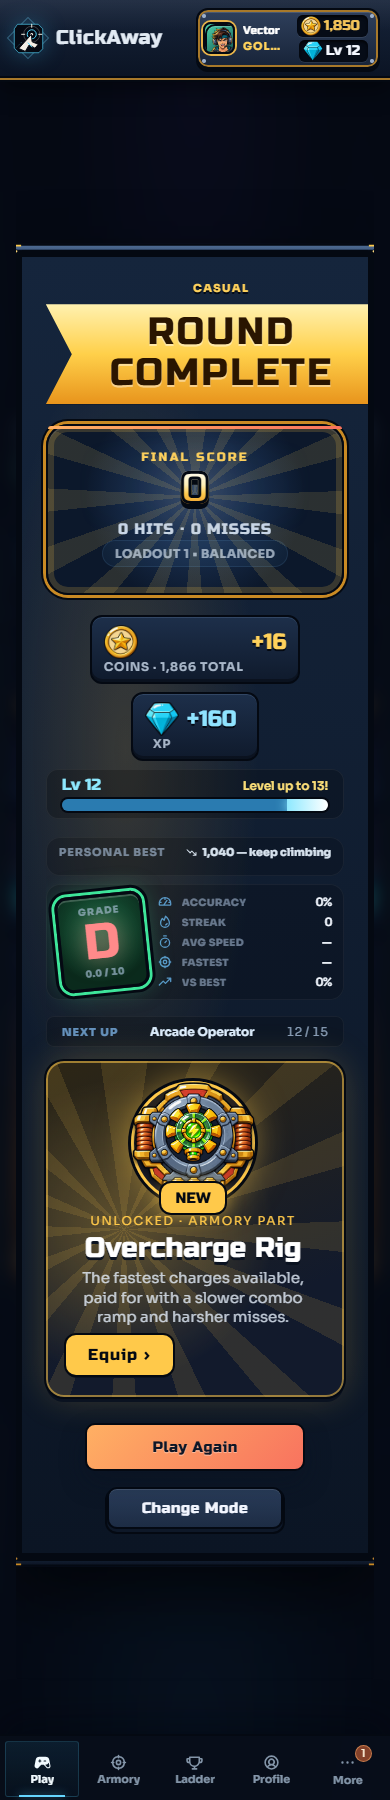 ClickAway
Vector
GOL...
1,850
Lv 12
CASUAL
ROUND
COMPLETE
FINAL SCORE
0
0 HITS · 0 MISSES
LOADOUT 1 • BALANCED
+16
COINS · 1,866 TOTAL
+160
XP
Lv 12
Level up to 13!
PERSONAL BEST
1,040 — keep climbing
GRADE
D
0.0 / 10
ACCURACY 0%
STREAK 0
AVG SPEED —
FASTEST —
VS BEST 0%
NEXT UP Arcade Operator 12 / 15
NEW
UNLOCKED · ARMORY PART
Overcharge Rig
The fastest charges available,
paid for with a slower combo
ramp and harsher misses.
Equip ›
Play Again
Change Mode
1
Play Armory Ladder Profile More